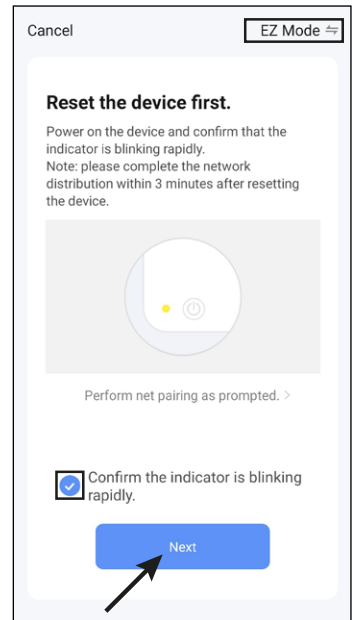 Cancel
EZ Mode ⇋
Reset the device first.
Power on the device and confirm that the
indicator is blinking rapidly.
Note: please complete the network
distribution within 3 minutes after resetting
the device.
Perform net pairing as prompted. >
Confirm the indicator is blinking
rapidly.
Next